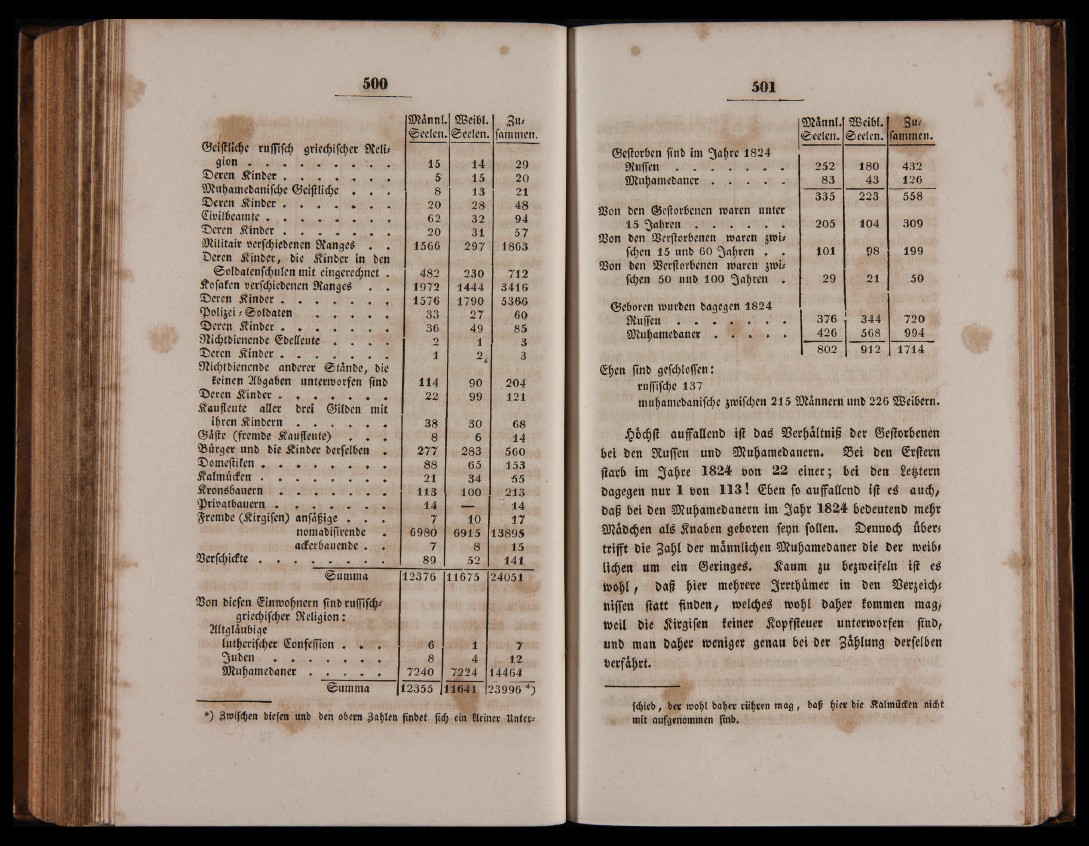 500
Männl. Weibl. Zu⸗
Seelen. Seelen. sammen.
Geistliche russisch griechischer Reli⸗
gion . . . . . . . . . 15 14 29
Deren Kinder . . . . . . . 5 15 20
Muhamedanische Geistliche . . . 8 13 21
Deren Kinder . . . . . . . 20 28 48
Civilbeamte . . . . . . . . 62 32 94
Deren Kinder . . . . . . . 20 31 57
Militair verschiedenen Ranges . . 1566 297 1863
Deren Kinder, die Kinder in den
Soldatenschulen mit eingerechnet . 482 230 712
Kosaken verschiedenen Ranges . . 1972 1444 3416
Deren Kinder . . . . . . . 1576 1790 5366
Polizei⸗Soldaten . . . . . 33 27 60
Deren Kinder . . . . . . . 36 49 85
Nichtdienende Edelleute . . . . 2 1 3
Deren Kinder . . . . . . . 1 2 3
Nichtdienende anderer Stände, die
keinen Abgaben unterworfen sind 114 90 204
Deren Kinder . . . . . . . 22 99 121
Kaufleute aller drei Gilden mit
ihren Kindern . . . . . . 38 30 68
Gäste (fremde Kaufleute) . . . 8 6 14
Bürger und die Kinder derselben . 277 283 560
Domestiken . . . . . . . . 88 65 153
Kalmücken . . . . . . . . 21 34 55
Kronsbauern . . . . . . . 113 100 213
Privatbauern . . . . . . . 14 — 14
Fremde (Kirgisen) ansäßige . . . 7 10 17
nomadisirende . 6980 6915 13895
ackerbauende . . 7 8 15
Verschickte . . . . . . . . 89 52 141
Summa 12376 11675 24051
Von diesen Einwohnern sind russisch⸗
griechischer Religion:
Altgläubige
lutherischer Confession . . . 6 1 7
Juden . . . . . . . 8 4 12
Muhamedaner . . . . . 7240 7224 14464
Summa 12355 11641 23996 *)
*) Zwischen diesen und den obern Zahlen findet sich ein kleiner Unter⸗
501
Männl. Weibl. Zu⸗
Seelen. Seelen. sammen.
Gestorben sind im Jahre 1824
Russen . . . . . . . 252 180 432
Muhamedaner . . . . . 83 43 126
335 223 558
Von den Gestorbenen waren unter
15 Jahren . . . . . . 205 104 309
Von den Verstorbenen waren zwi⸗
schen 15 und 60 Jahren . . 101 98 199
Von den Verstorbenen waren zwi⸗
schen 50 und 100 Jahren . 29 21 50
Geboren wurden dagegen 1824
Russen . . . . . . . 376 344 720
Muhamedaner . . . . . 426 568 994
802 912 1714
Ehen sind geschlossen:
russische 137
muhamedanische zwischen 215 Männern und 226 Weibern.
Höchst auffallend ist das Verhältniß der Gestorbenen
bei den Russen und Muhamedanern. Bei den Erstern
starb im Jahre 1824 von 22 einer; bei den Letztern
dagegen nur 1 von 113! Eben so auffallend ist es auch,
daß bei den Muhamedanern im Jahr 1824 bedeutend mehr
Mädchen als Knaben geboren seyn sollen. Dennoch über⸗
trifft die Zahl der männlichen Muhamedaner die der weib⸗
lichen um ein Geringes. Kaum zu bezweifeln ist es
wohl, daß hier mehrere Irrthümer in den Verzeich⸗
nissen statt finden, welches wohl daher kommen mag,
weil die Kirgisen keiner Kopfsteuer unterworfen sind,
und man daher weniger genau bei der Zählung derselben
verfährt.
schied, der wohl daher rühren mag, daß hier die Kalmücken nicht
mit aufgenommen sind.